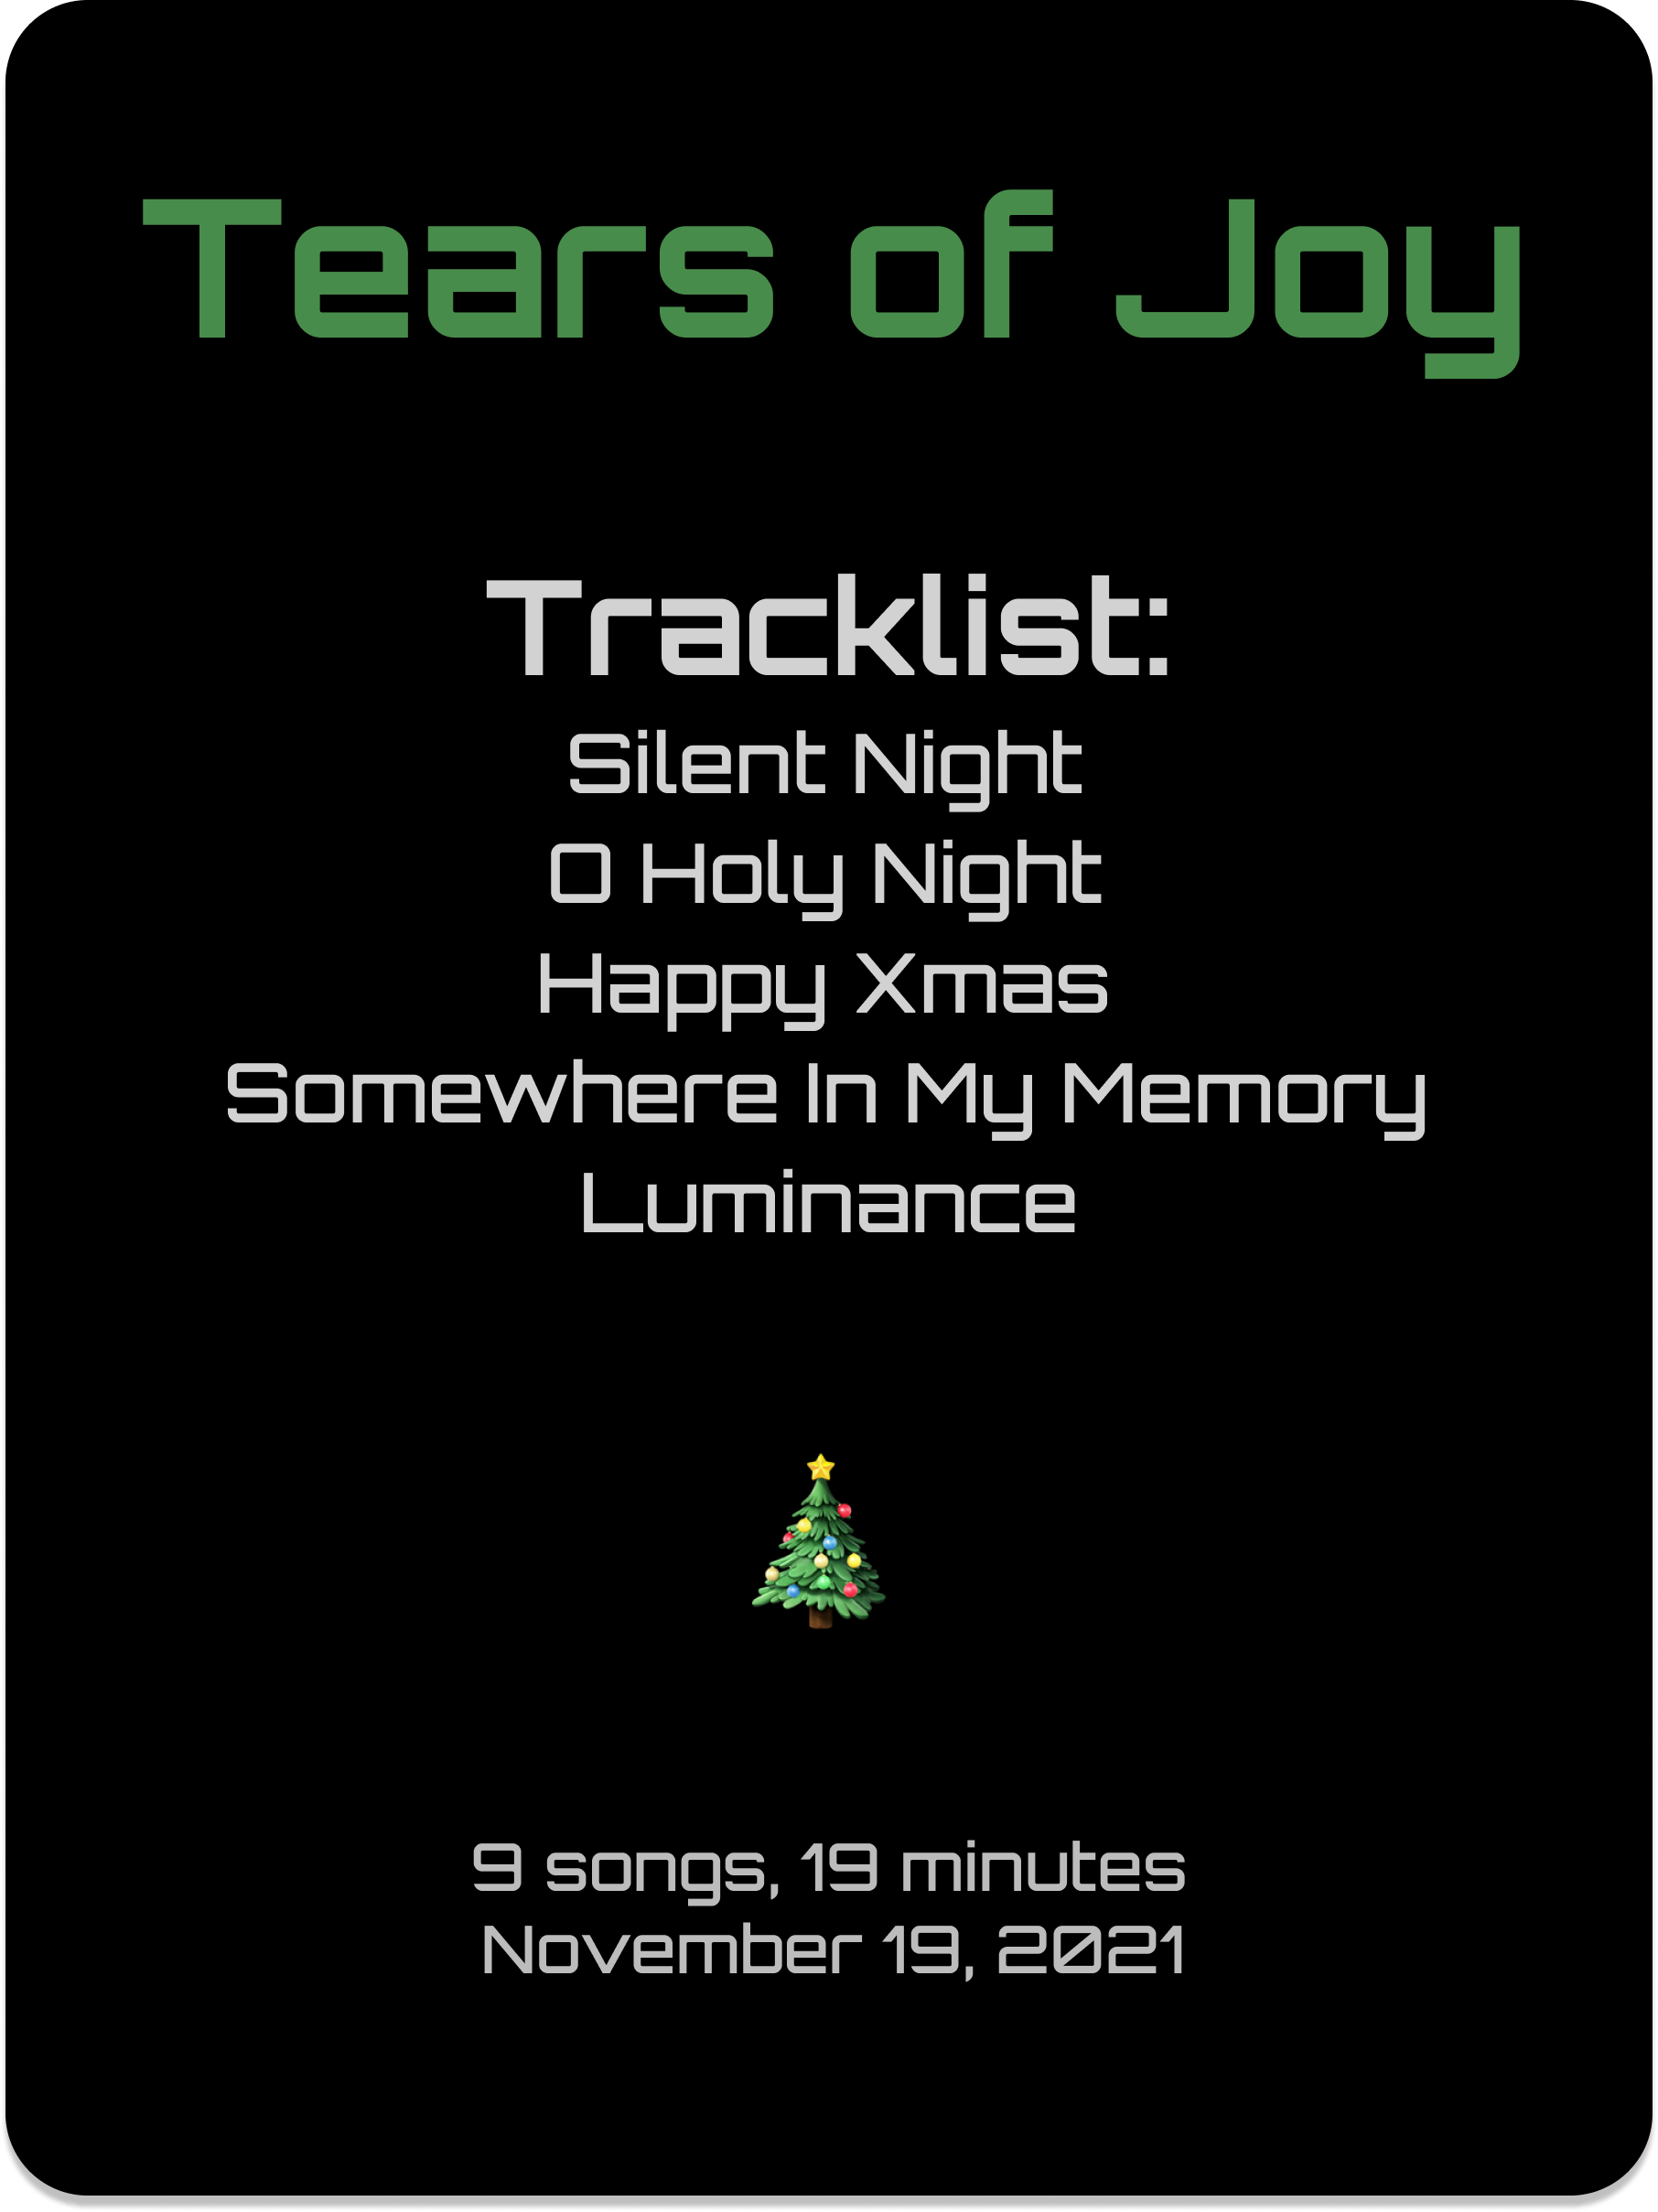 Tears of Joy
Tracklist:
Silent Night
O Holy Night
Happy Xmas
Somewhere In My Memory
Luminance
9 songs, 19 minutes
November 19, 2021